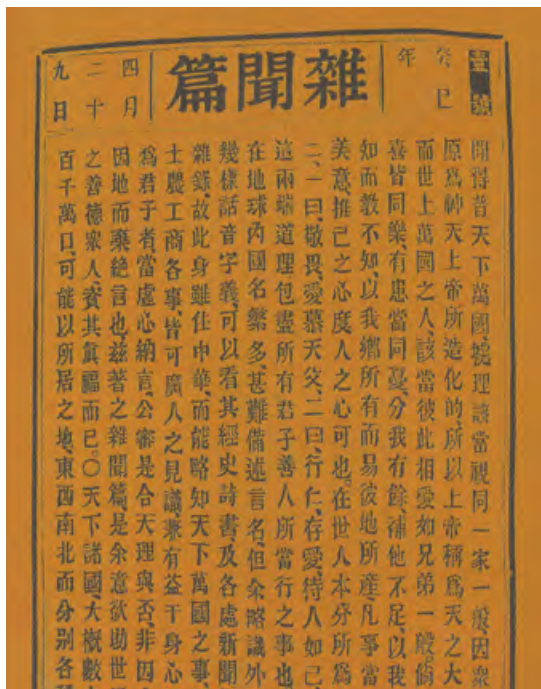 壹號
癸巳
年
雜聞篇
四月
二十
九日
聞得普天下萬國、按理該當視同一家一般、因衆
原爲神天上帝所造化的、所以上帝稱爲天之大
而世上萬國之人、該當彼此相愛如兄弟一般、倘
喜皆同樂、有患當同憂、分我有餘、補他不足、以我
知而教不知、以我鄉所有而易彼地所產、凡事當
美意、推己之心度人之心可也。在世人本分所爲
二、一曰、敬畏、愛慕天父、二曰、行仁、存愛、待人如己
這兩端道理包盡所有君子善人所當行之事也
在地球內國名繁多、甚難備述言名、但余略識外
幾樣話音字義、可以看其經史詩書、及各處新聞
雜錄、故此身雖住中華、而能略知天下萬國之事、
士農工商各事、皆可廣人之見識、兼有益于身心
爲君子者、當虛心納言、公審是合天理與否、非因
因地而棄絕言也、茲著之雜聞篇、是余意欲助世
之善德衆人、養其眞福而已。○天下諸國、大概數
百千萬口、可能以所居之地、東西南北而分別各